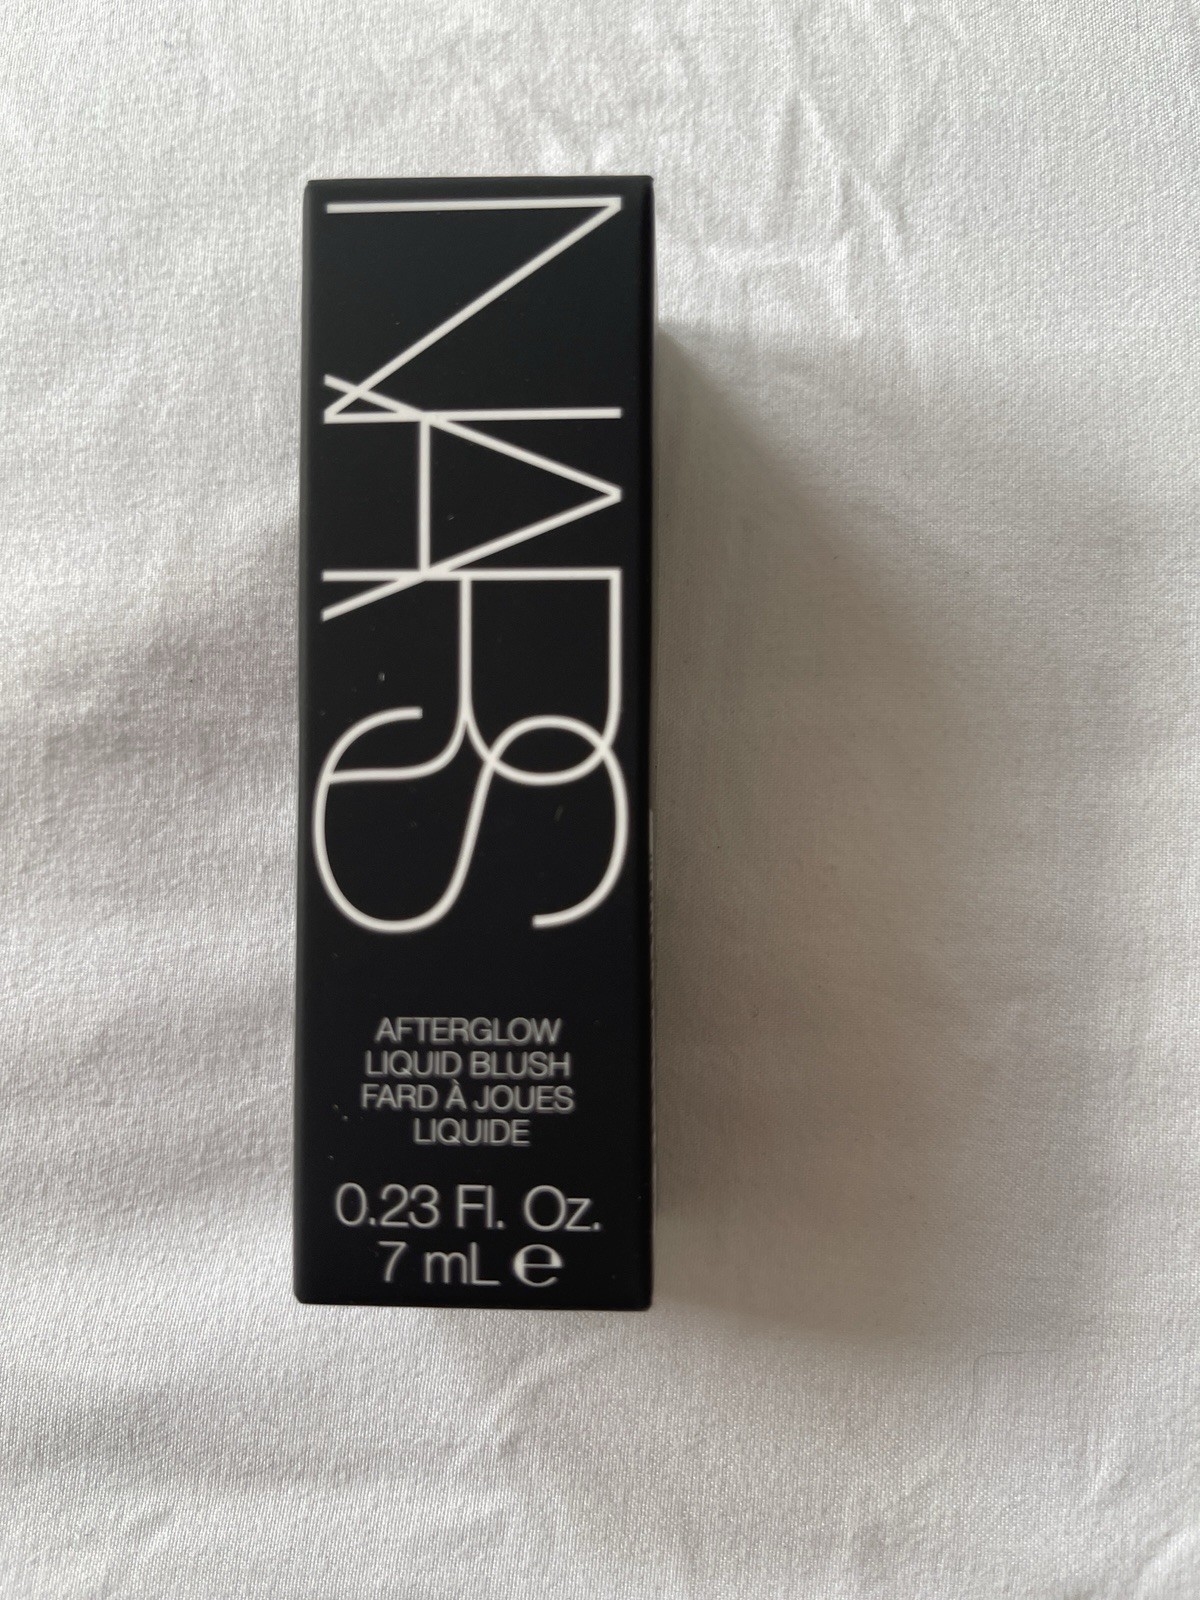 NARS
AFTERGLOW
LIQUID BLUSH
FARD À JOUES
LIQUIDE
0.23 Fl. Oz.
7 mL ℮